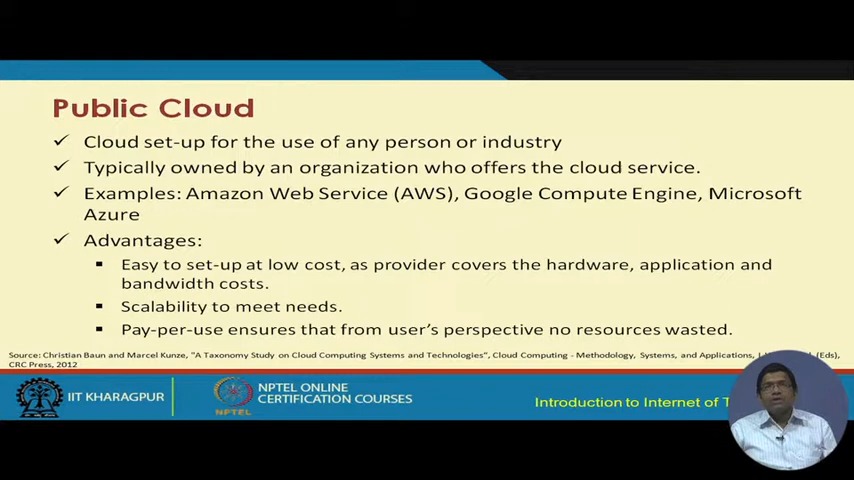 Public Cloud
✓ Cloud set-up for the use of any person or industry
✓ Typically owned by an organization who offers the cloud service.
✓ Examples: Amazon Web Service (AWS), Google Compute Engine, Microsoft
Azure
✓ Advantages:
▪ Easy to set-up at low cost, as provider covers the hardware, application and
bandwidth costs.
▪ Scalability to meet needs.
▪ Pay-per-use ensures that from user's perspective no resources wasted.
Source: Christian Baun and Marcel Kunze, "A Taxonomy Study on Cloud Computing Systems and Technologies", Cloud Computing - Methodology, Systems, and Applications, (Eds),
CRC Press, 2012
IIT KHARAGPUR
NPTEL
NPTEL ONLINE
CERTIFICATION COURSES
Introduction to Internet of